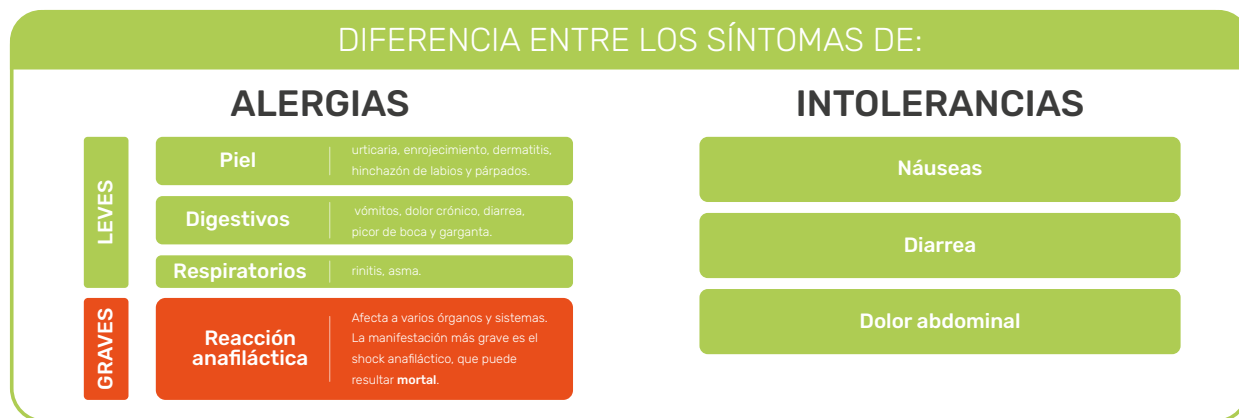 DIFERENCIA ENTRE LOS SÍNTOMAS DE:
ALERGIAS
LEVES
Piel
urticaria, enrojecimiento, dermatitis,
hinchazón de labios y párpados.
Digestivos
vómitos, dolor crónico, diarrea,
picor de boca y garganta.
Respiratorios
rinitis, asma.
GRAVES
Reacción
anafiláctica
Afecta a varios órganos y sistemas.
La manifestación más grave es el
shock anafiláctico, que puede
resultar mortal.
INTOLERANCIAS
Náuseas
Diarrea
Dolor abdominal